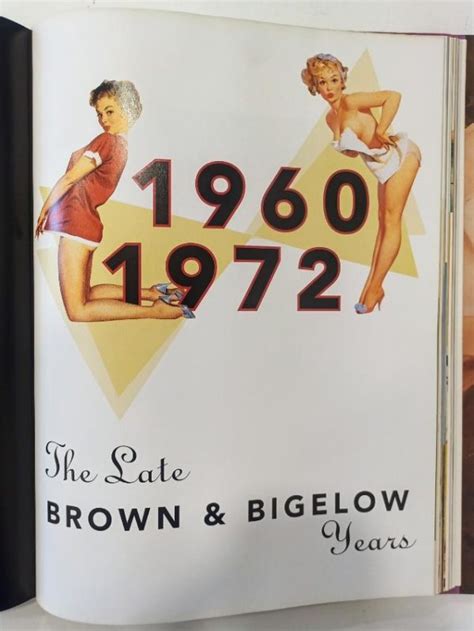 1960
1972
The Late
BROWN & BIGELOW
Years